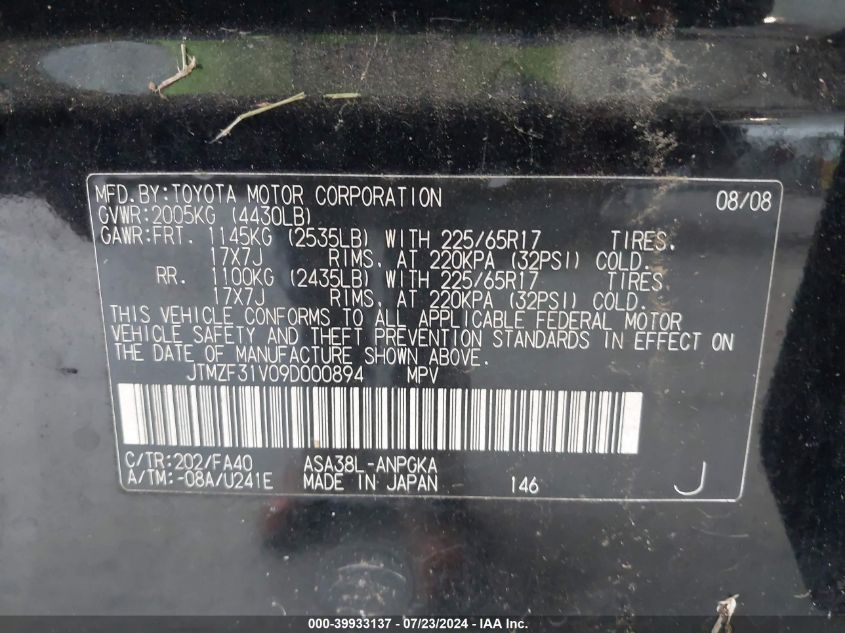 MFD.BY:TOYOTA MOTOR CORPORATION 08/08
GVWR:2005KG (4430LB)
GAWR:FRT. 1145KG (2535LB) WITH 225/65R17 TIRES.
17X7J RIMS, AT 220KPA (32PSI) COLD.
RR. 1100KG (2435LB) WITH 225/65R17 TIRES
17X7J RIMS, AT 220KPA (32PSI) COLD.
THIS VEHICLE CONFORMS TO ALL APPLICABLE FEDERAL MOTOR
VEHICLE SAFETY AND THEFT PREVENTION STANDARDS IN EFFECT ON
THE DATE OF MANUFACTURE SHOWN ABOVE.
JTMZF31V09D000894 MPV
C/TR:202/FA40 ASA38L-ANPGKA
A/TM:-08A/U241E MADE IN JAPAN 146 J
000-39933137 - 07/23/2024 - IAA Inc.